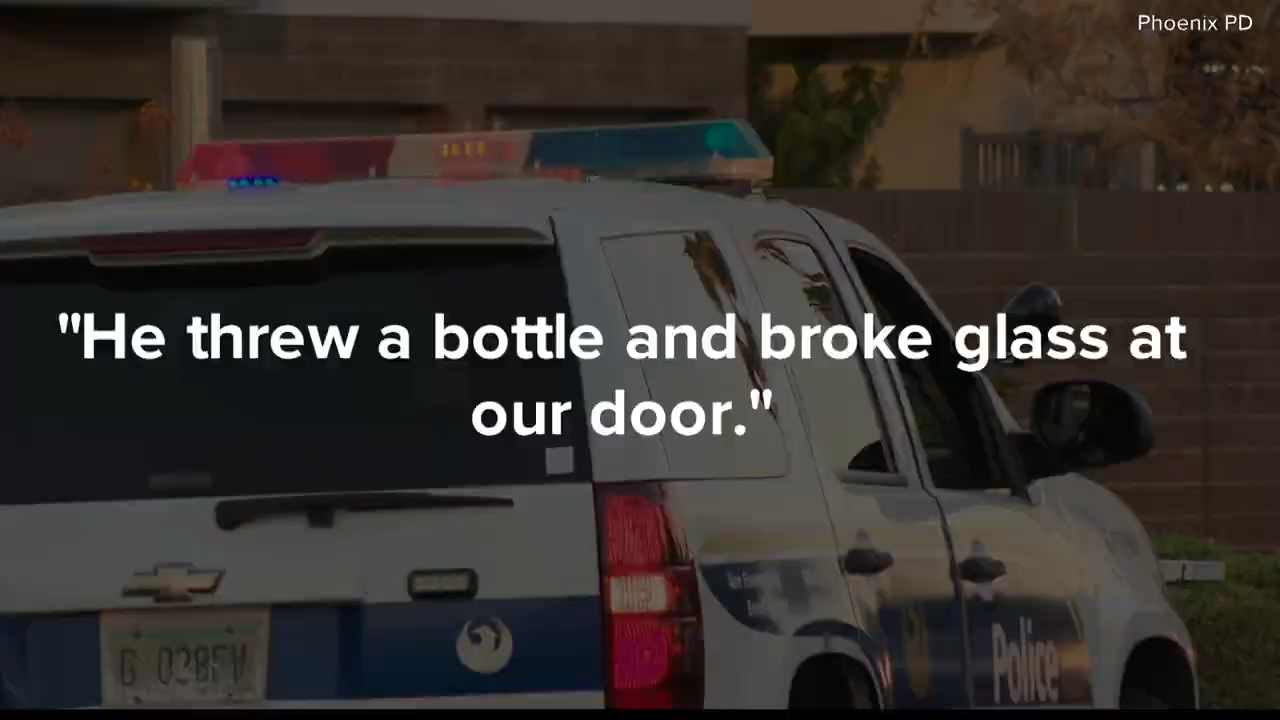 Phoenix PD
"He threw a bottle and broke glass at
our door."
Police